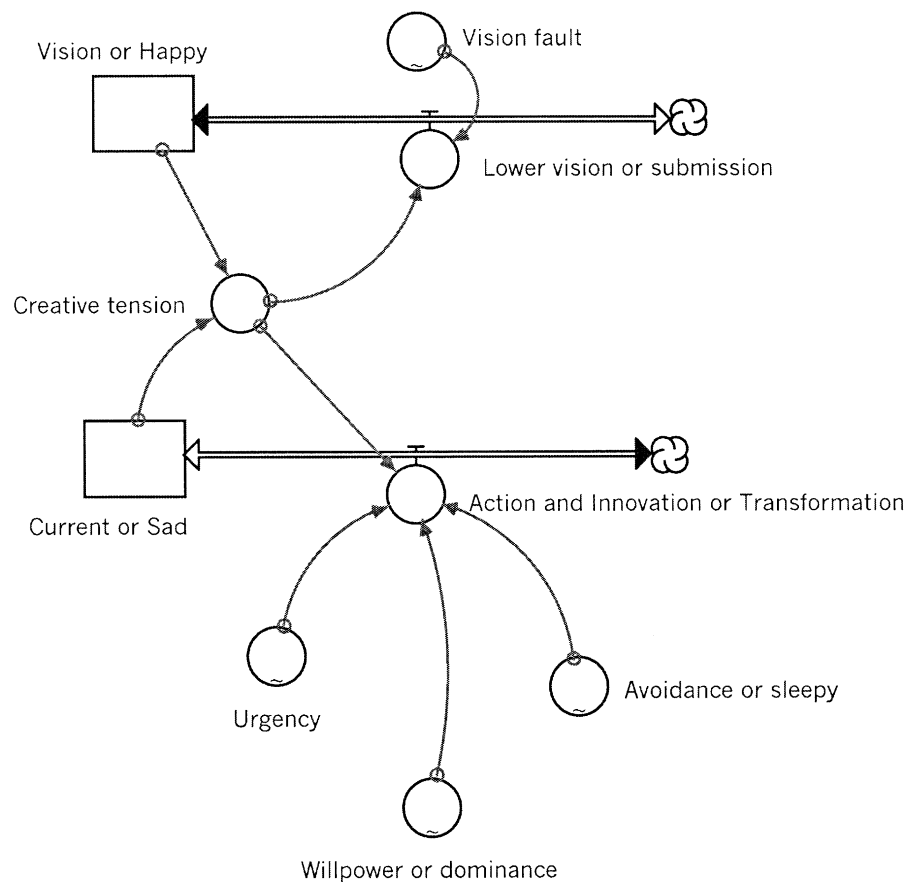 Vision fault
Vision or Happy
Lower vision or submission
Creative tension
Action and Innovation or Transformation
Current or Sad
Avoidance or sleepy
Urgency
Willpower or dominance